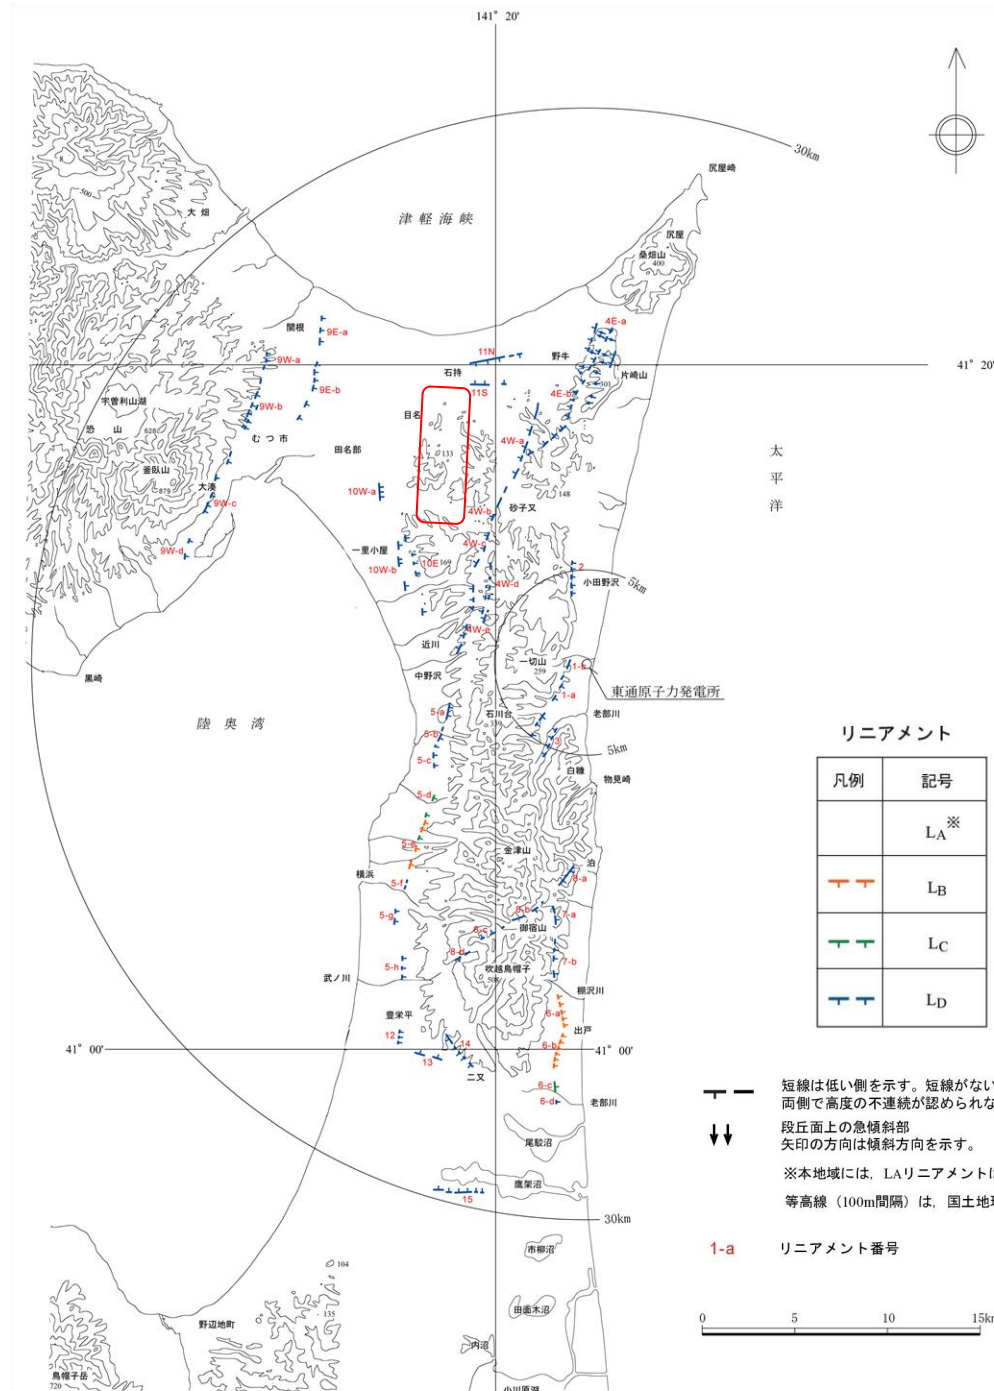 141° 20'
30km
尻屋崎
大畑
500
津軽海峡
尻屋
桑畑山
400
関根
9E-a
4E-a
11N
野牛
9W-a
41° 20'
石持
片崎山
301
9E-b
11S
4E-b
宇曽利山湖
9W-b
目名
恐山
628
むつ市
4W-a
田名部
133
太平洋
釜臥山
879
大湊
10W-a
148
9W-c
4W-b
砂子又
4W-c
9W-d
一里小屋
10E
169
10W-b
2
小田野沢
5km
4W-d
4W-e
近川
一切山
259
1-b
黒崎
中野沢
1-a
東通原子力発電所
5-a
石川台
老部川
陸奥湾
5-b
3
リニアメント
5km
5-c
白糠
物見崎
凡例
記号
5-d
LA※
5-e
金津山
泊
横浜
8-a
LB
5-f
8-b
5-g
7-a
御宿山
8-c
LC
8-d
7-b
5-h
吹越烏帽子
508
武ノ川
棚沢川
LD
豊栄平
6-a
出戸
12
14
6-b
41° 00'
41° 00'
13
二又
6-c
短線は低い側を示す。短線がない
両側で高度の不連続が認められな
6-d
老部川
段丘面上の急傾斜部
矢印の方向は傾斜方向を示す。
尾駮沼
※本地域には, LAリニアメントは
鷹架沼
15
等高線（100m間隔）は, 国土地理
30km
1-a
リニアメント番号
市柳沼
104
田面木沼
135
0
5
10
15km
野辺地町
内沼
烏帽子岳
720
小川原湖